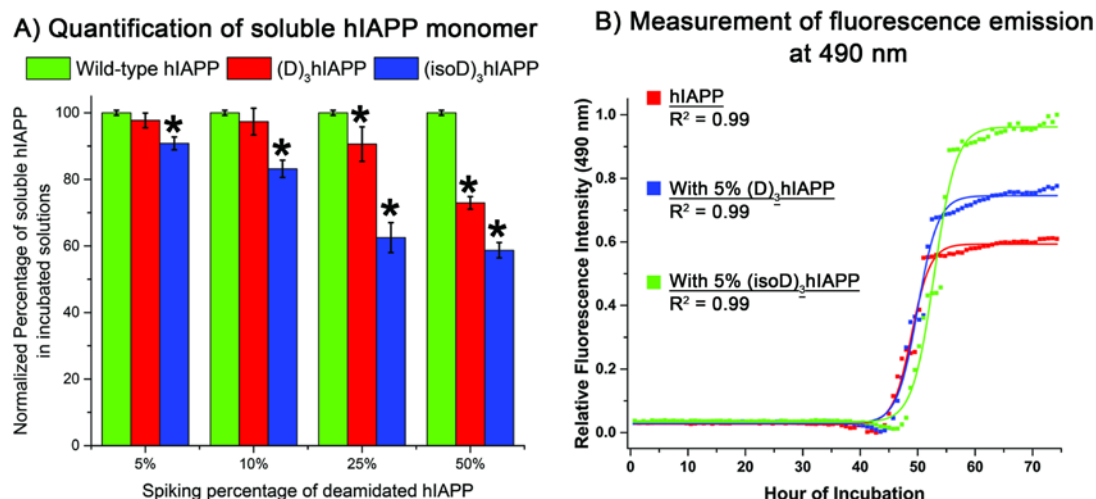 A) Quantification of soluble hIAPP monomer
Wild-type hIAPP (D)3hIAPP (isoD)3hIAPP
Normalized Percentage of soluble hIAPP
in incubated solutions
100
80
60
40
20
0
* * * * * *
5% 10% 25% 50%
Spiking percentage of deamidated hIAPP
B) Measurement of fluorescence emission
at 490 nm
Relative Fluorescence Intensity (490 nm)
1.0
0.8
0.6
0.4
0.2
0.0
hIAPP
R² = 0.99
With 5% (D)3hIAPP
R² = 0.99
With 5% (isoD)3hIAPP
R² = 0.99
0 10 20 30 40 50 60 70
Hour of Incubation